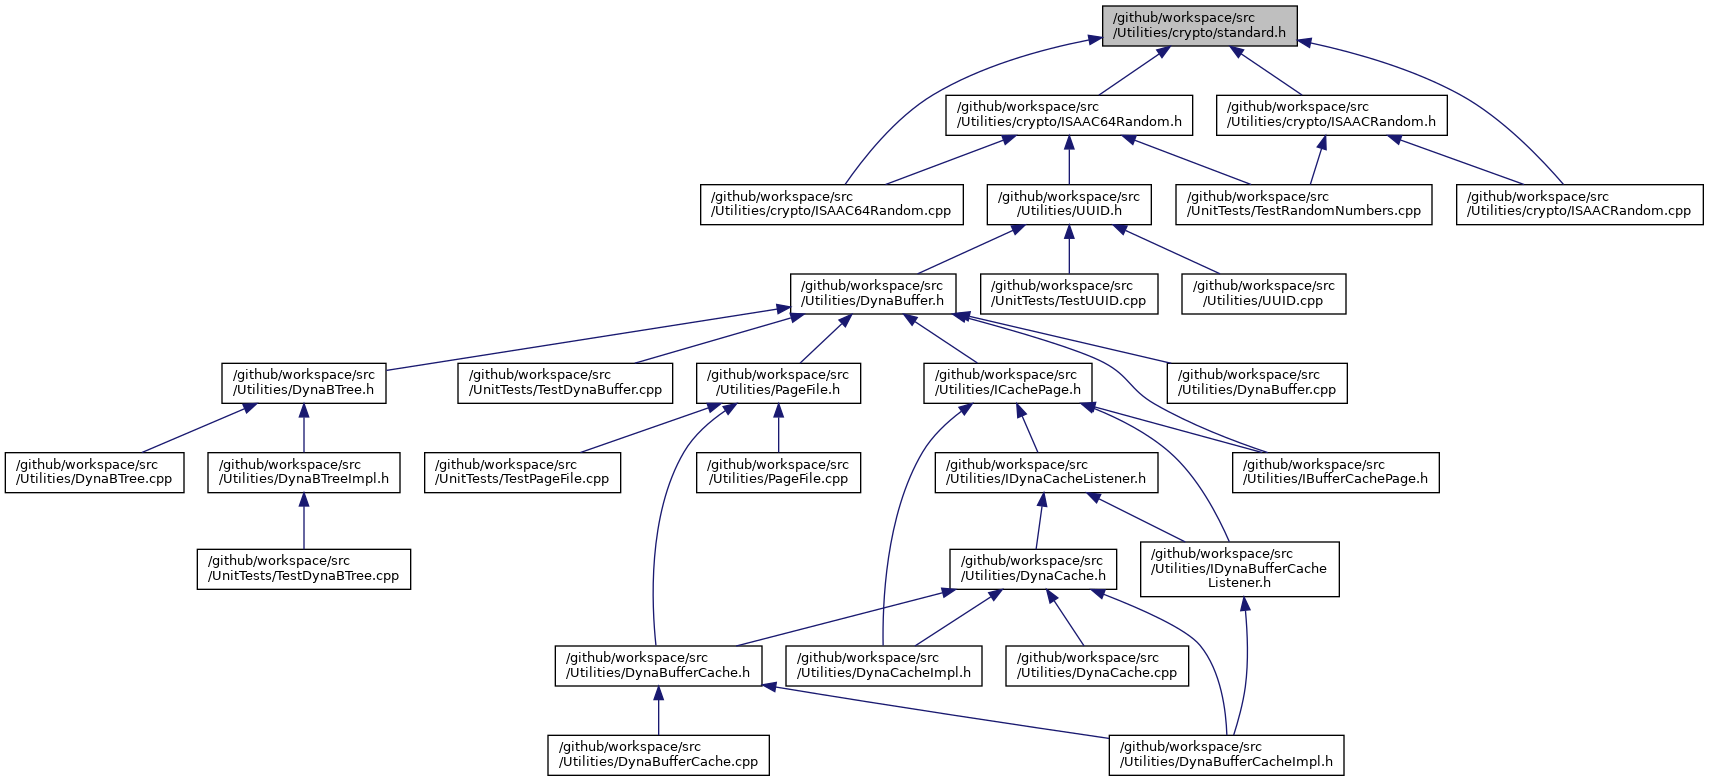 /github/workspace/src
/Utilities/crypto/standard.h
/github/workspace/src
/Utilities/crypto/ISAAC64Random.h
/github/workspace/src
/Utilities/crypto/ISAACRandom.h
/github/workspace/src
/Utilities/crypto/ISAAC64Random.cpp
/github/workspace/src
/Utilities/UUID.h
/github/workspace/src
/UnitTests/TestRandomNumbers.cpp
/github/workspace/src
/Utilities/crypto/ISAACRandom.cpp
/github/workspace/src
/Utilities/DynaBuffer.h
/github/workspace/src
/UnitTests/TestUUID.cpp
/github/workspace/src
/Utilities/UUID.cpp
/github/workspace/src
/Utilities/DynaBTree.h
/github/workspace/src
/UnitTests/TestDynaBuffer.cpp
/github/workspace/src
/Utilities/PageFile.h
/github/workspace/src
/Utilities/ICachePage.h
/github/workspace/src
/Utilities/DynaBuffer.cpp
/github/workspace/src
/Utilities/DynaBTree.cpp
/github/workspace/src
/Utilities/DynaBTreeImpl.h
/github/workspace/src
/UnitTests/TestPageFile.cpp
/github/workspace/src
/Utilities/PageFile.cpp
/github/workspace/src
/Utilities/IDynaCacheListener.h
/github/workspace/src
/Utilities/IBufferCachePage.h
/github/workspace/src
/UnitTests/TestDynaBTree.cpp
/github/workspace/src
/Utilities/DynaCache.h
/github/workspace/src
/Utilities/IDynaBufferCache
Listener.h
/github/workspace/src
/Utilities/DynaBufferCache.h
/github/workspace/src
/Utilities/DynaCacheImpl.h
/github/workspace/src
/Utilities/DynaCache.cpp
/github/workspace/src
/Utilities/DynaBufferCache.cpp
/github/workspace/src
/Utilities/DynaBufferCacheImpl.h